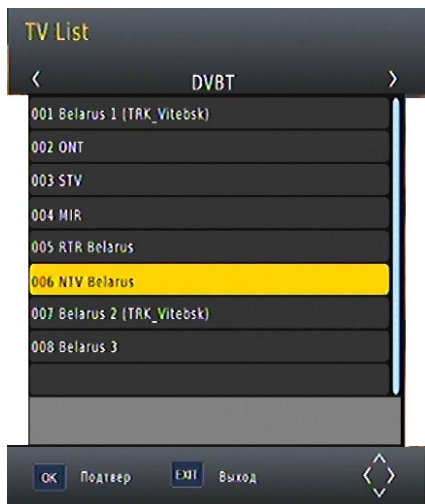 TV List
DVBT
001 Belarus 1 (TRK_Vitebsk)
002 ONT
003 STV
004 MIR
005 RTR Belarus
006 NTV Belarus
007 Belarus 2 (TRK_Vitebsk)
008 Belarus 3
OK Подтвер EXIT Выход